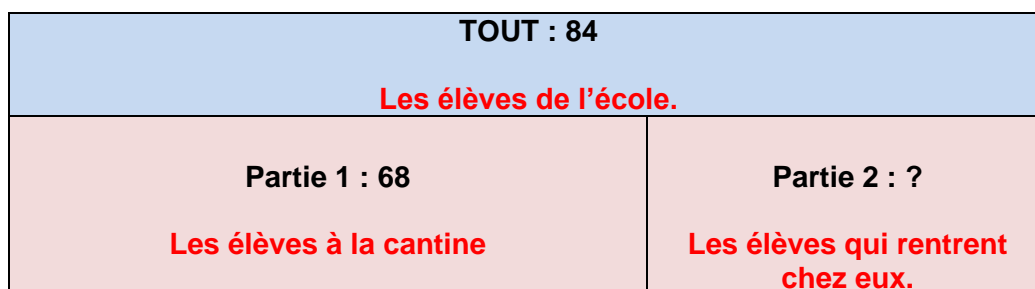 TOUT : 84
Les élèves de l’école.
Partie 1 : 68
Les élèves à la cantine
Partie 2 : ?
Les élèves qui rentrent
chez eux.